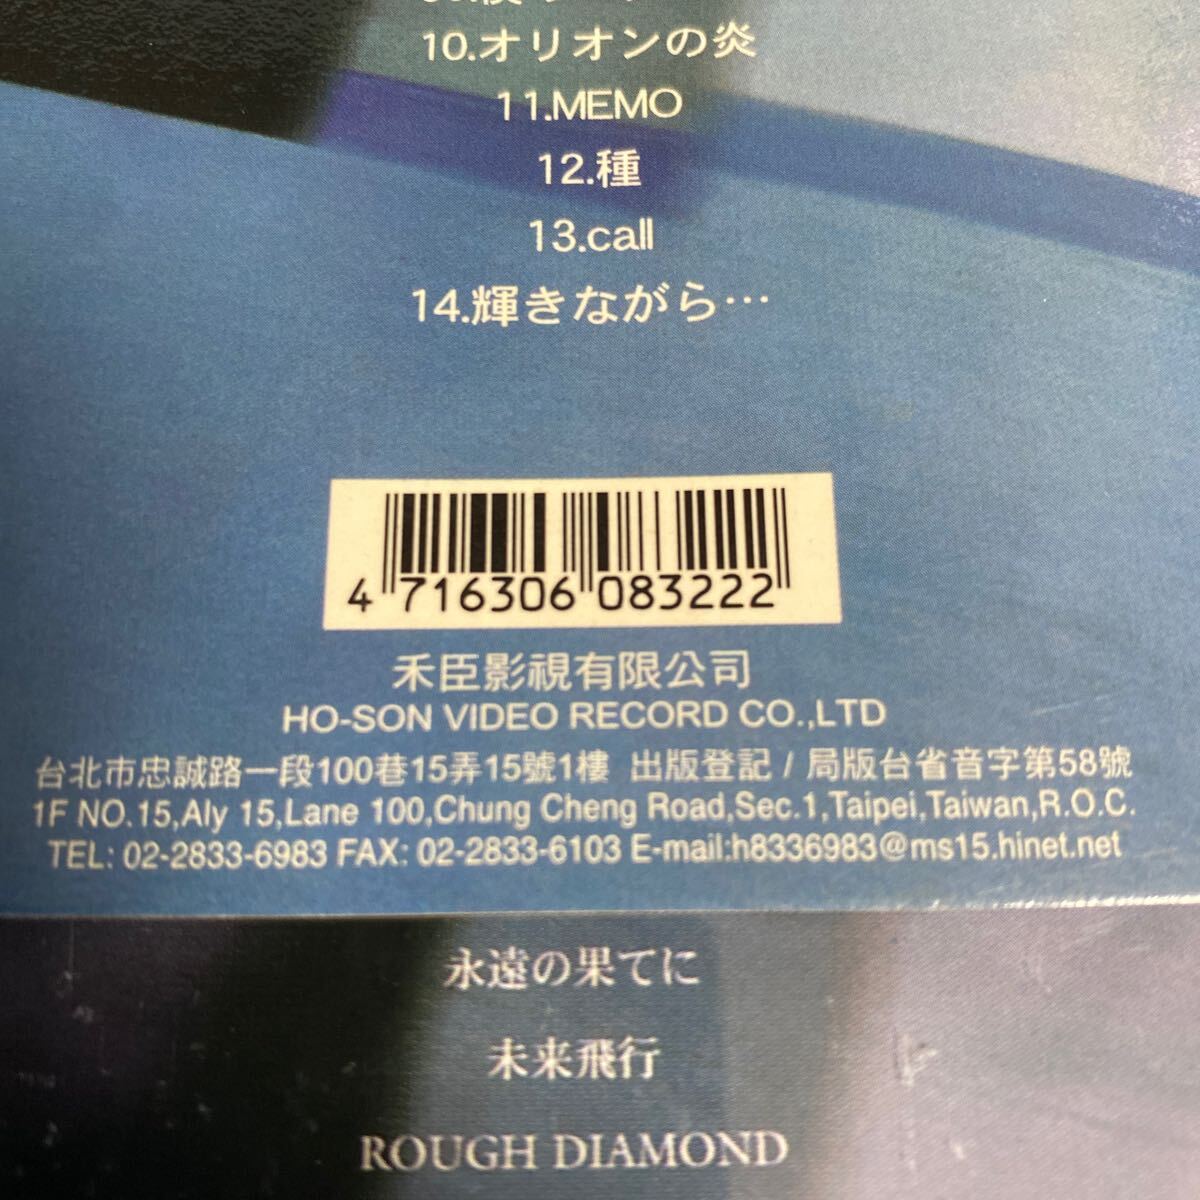 10.オリオンの炎
11.MEMO
12.種
13.call
14.輝きながら…
4 716306 083222
禾臣影視有限公司
HO-SON VIDEO RECORD CO.,LTD
台北市忠誠路一段100巷15弄15號1樓 出版登記 / 局版台省音字第58號
1F NO.15,Aly 15,Lane 100,Chung Cheng Road,Sec.1,Taipei,Taiwan,R.O.C.
TEL: 02-2833-6983 FAX: 02-2833-6103 E-mail:h8336983@ms15.hinet.net
永遠の果てに
未来飛行
ROUGH DIAMOND